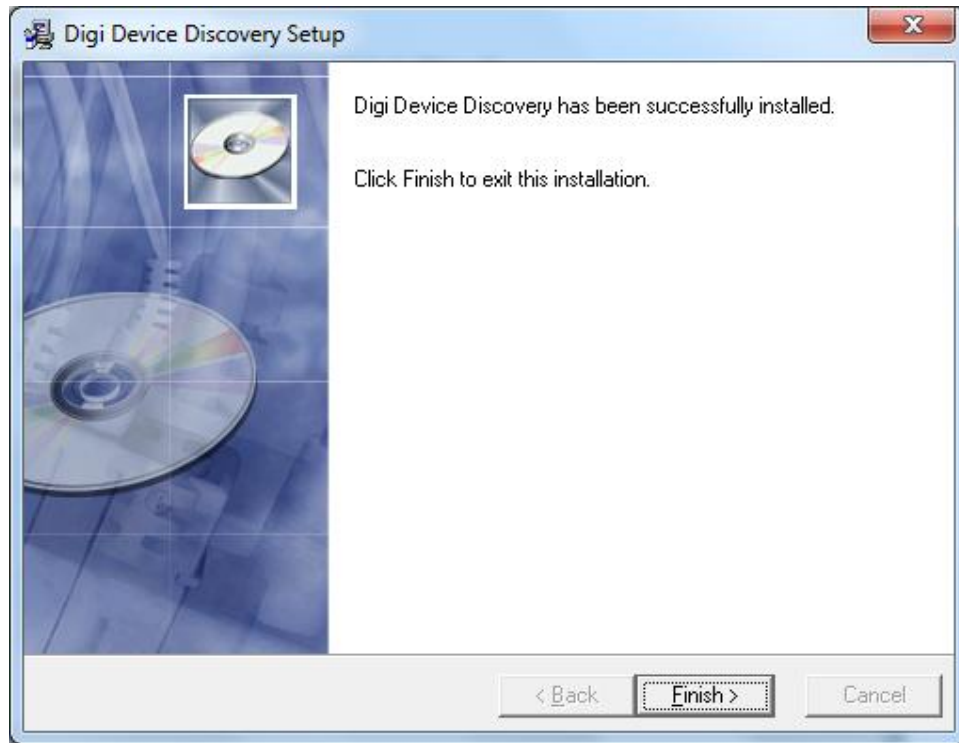 Digi Device Discovery Setup
Digi Device Discovery has been successfully installed.
Click Finish to exit this installation.
< Back
Finish >
Cancel